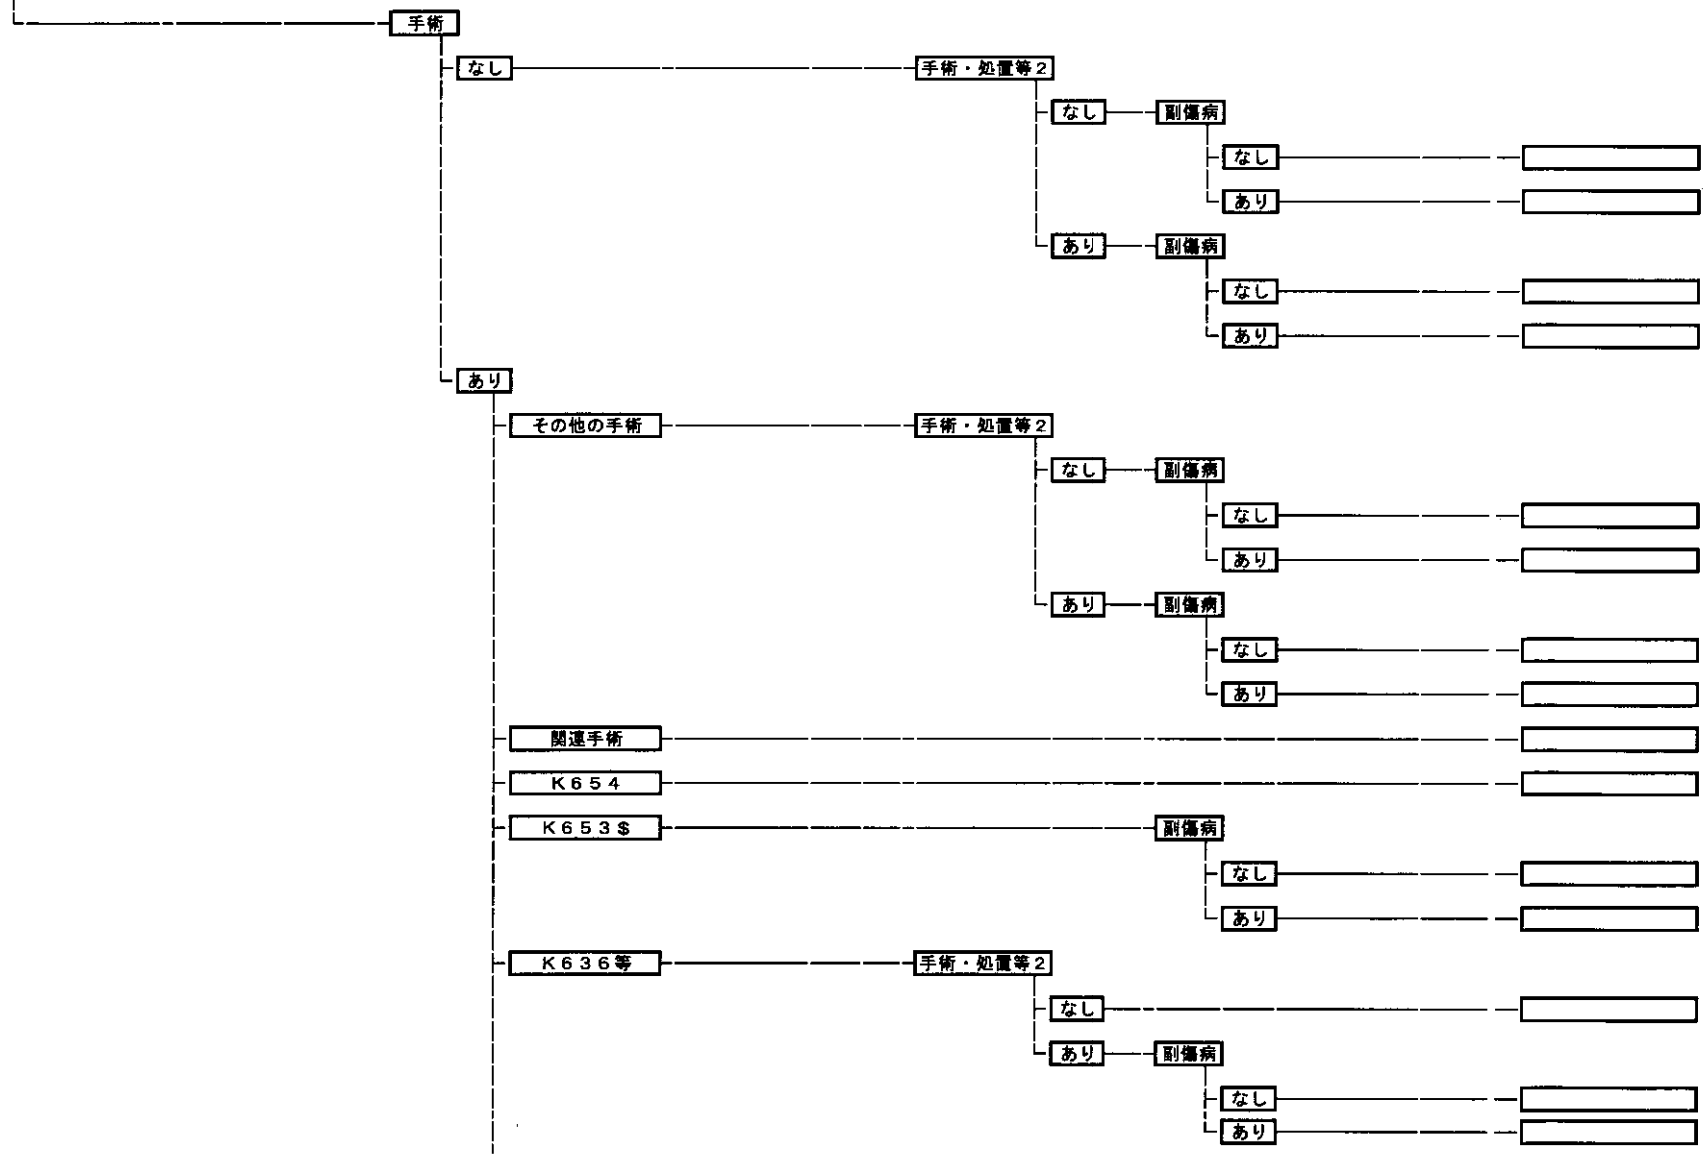 手術
なし 手術・処置等2
なし 副傷病
なし
あり
あり 副傷病
なし
あり
あり
その他の手術 手術・処置等2
なし 副傷病
なし
あり
あり 副傷病
なし
あり
関連手術
K654
K653$ 副傷病
なし
あり
K636等 手術・処置等2
なし
あり 副傷病
なし
あり